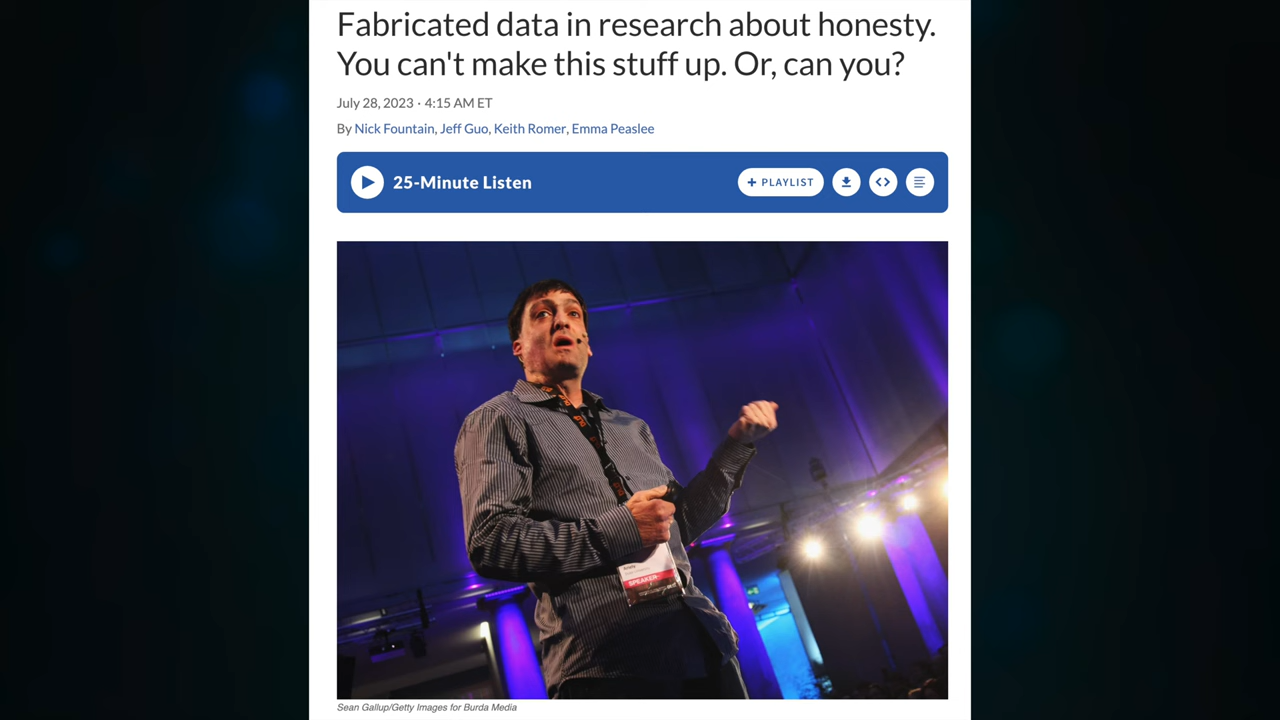 Fabricated data in research about honesty.
You can't make this stuff up. Or, can you?
July 28, 2023 · 4:15 AM ET
By Nick Fountain, Jeff Guo, Keith Romer, Emma Peaslee
25-Minute Listen
+ PLAYLIST
SPEAKER
Sean Gallup/Getty Images for Burda Media